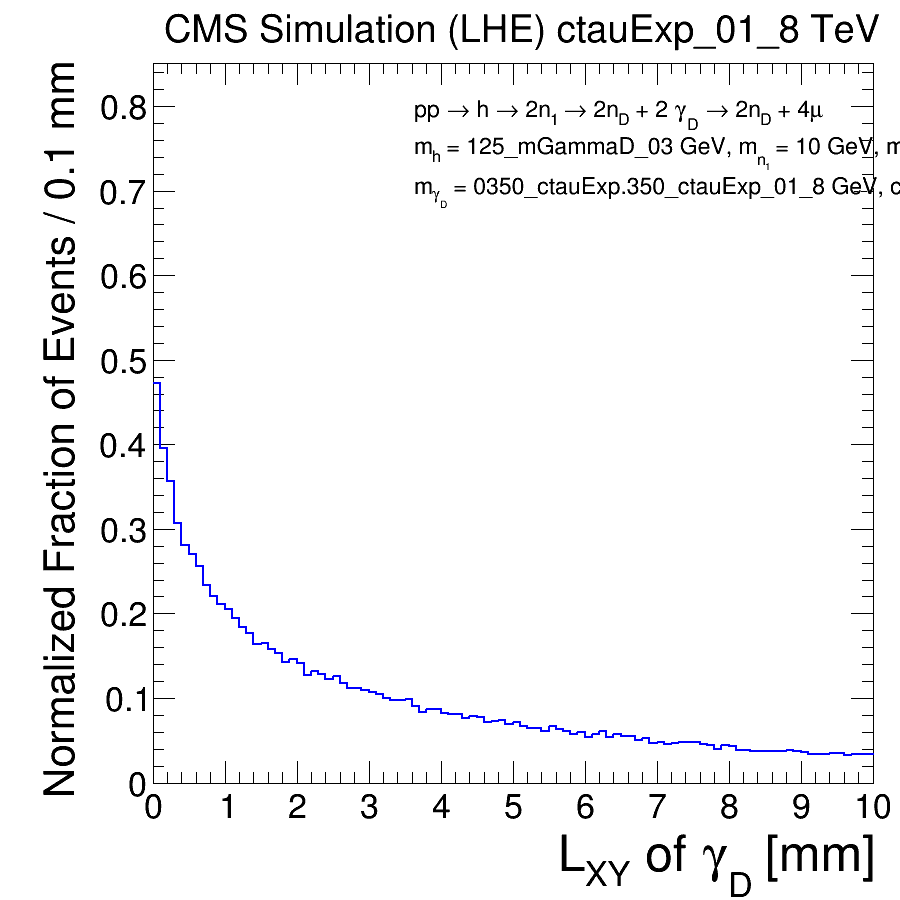 CMS Simulation (LHE) ctauExp_01_8 TeV
pp → h → 2n1 → 2nD + 2 γD → 2nD + 4μ
mh = 125_mGammaD_03 GeV, mn1 = 10 GeV, m
mγD = 0350_ctauExp.350_ctauExp_01_8 GeV, c
Normalized Fraction of Events / 0.1 mm
0.8
0.7
0.6
0.5
0.4
0.3
0.2
0.1
0
0 1 2 3 4 5 6 7 8 9 10
LXY of γD [mm]